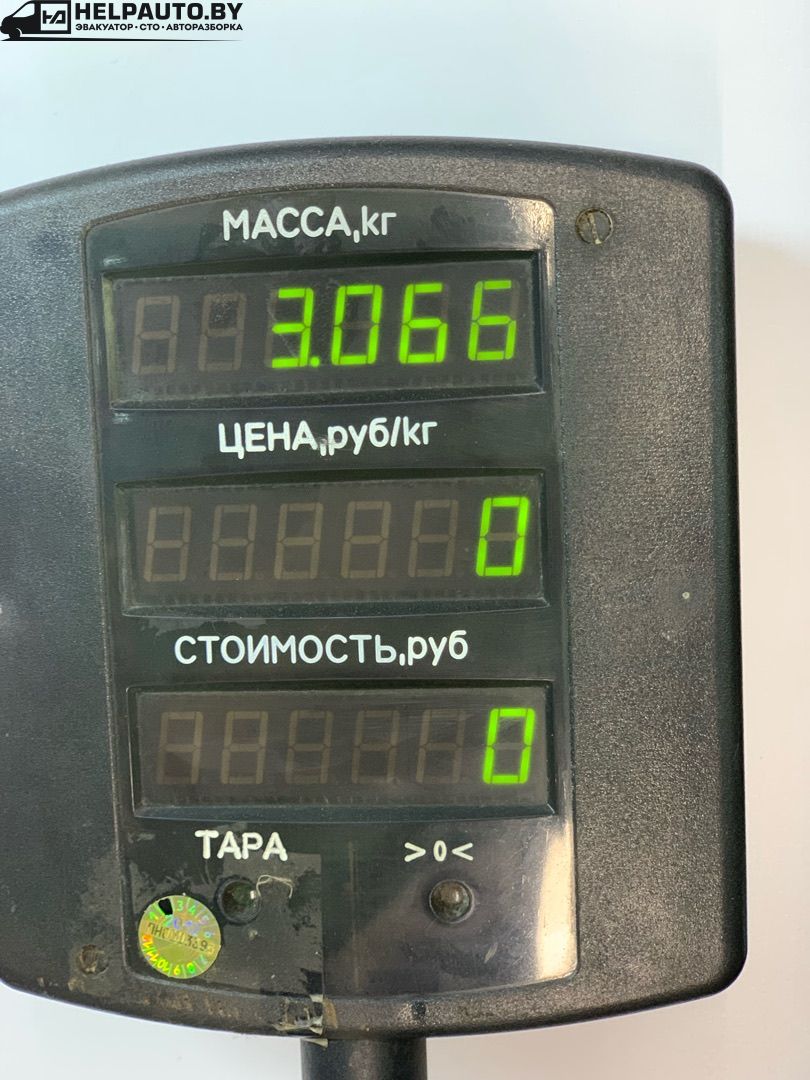 HELPAUTO.BY
ЭВАКУАТОР·СТО·АВТОРАЗБОРКА
МАССА,кг
3.066
ЦЕНА,руб/кг
0
СТОИМОСТЬ,руб
0
ТАРА >0<